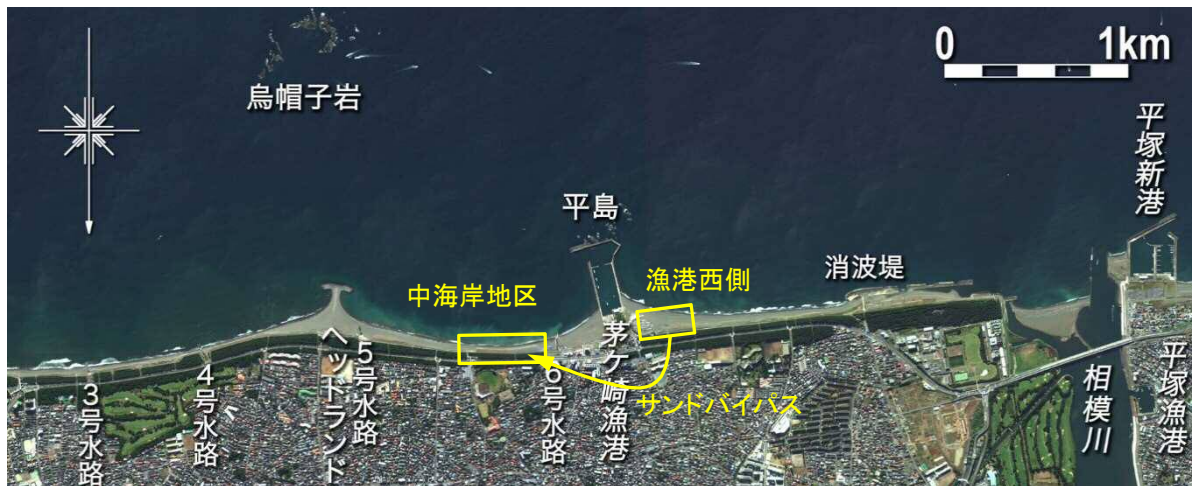 0 1km
烏帽子岩
平塚新港
平島
消波堤
中海岸地区
漁港西側
3号水路
4号水路
ヘッドランド
5号水路
6号水路
茅ケ崎漁港
サンドバイパス
相模川
平塚漁港